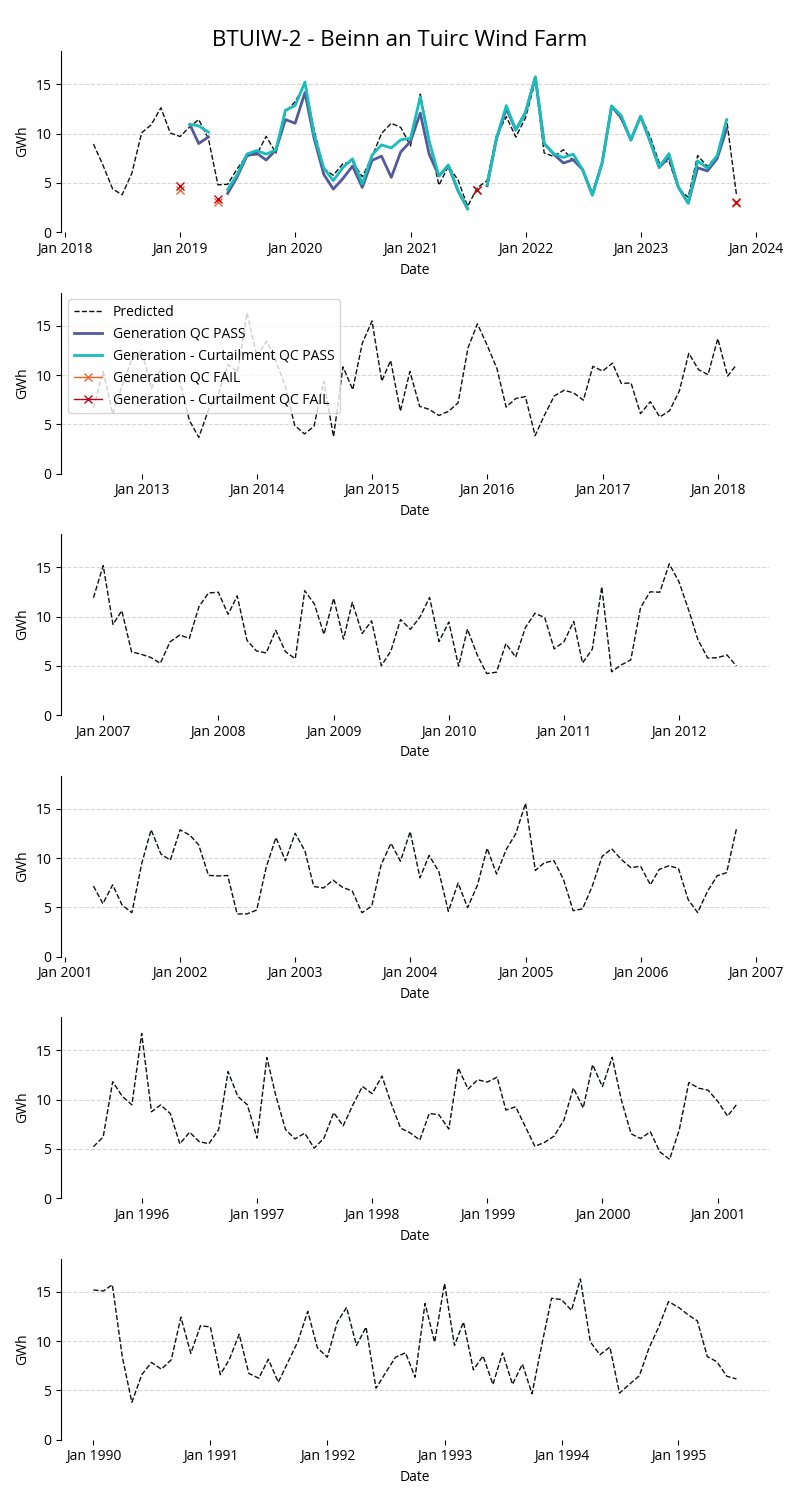 BTUIW-2 - Beinn an Tuirc Wind Farm
15
10
5
0
GWh
Jan 2018 Jan 2019 Jan 2020 Jan 2021 Jan 2022 Jan 2023 Jan 2024
Date
Predicted
Generation QC PASS
Generation - Curtailment QC PASS
Generation QC FAIL
Generation - Curtailment QC FAIL
15
10
5
0
GWh
Jan 2013 Jan 2014 Jan 2015 Jan 2016 Jan 2017 Jan 2018
Date
15
10
5
0
GWh
Jan 2007 Jan 2008 Jan 2009 Jan 2010 Jan 2011 Jan 2012
Date
15
10
5
0
GWh
Jan 2001 Jan 2002 Jan 2003 Jan 2004 Jan 2005 Jan 2006 Jan 2007
Date
15
10
5
0
GWh
Jan 1996 Jan 1997 Jan 1998 Jan 1999 Jan 2000 Jan 2001
Date
15
10
5
0
GWh
Jan 1990 Jan 1991 Jan 1992 Jan 1993 Jan 1994 Jan 1995
Date